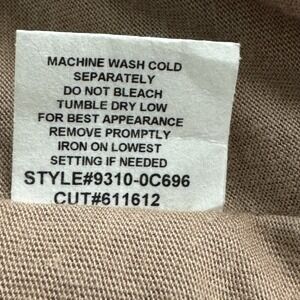 MACHINE WASH COLD
SEPARATELY
DO NOT BLEACH
TUMBLE DRY LOW
FOR BEST APPEARANCE
REMOVE PROMPTLY
IRON ON LOWEST
SETTING IF NEEDED
STYLE#9310-0C696
CUT#611612